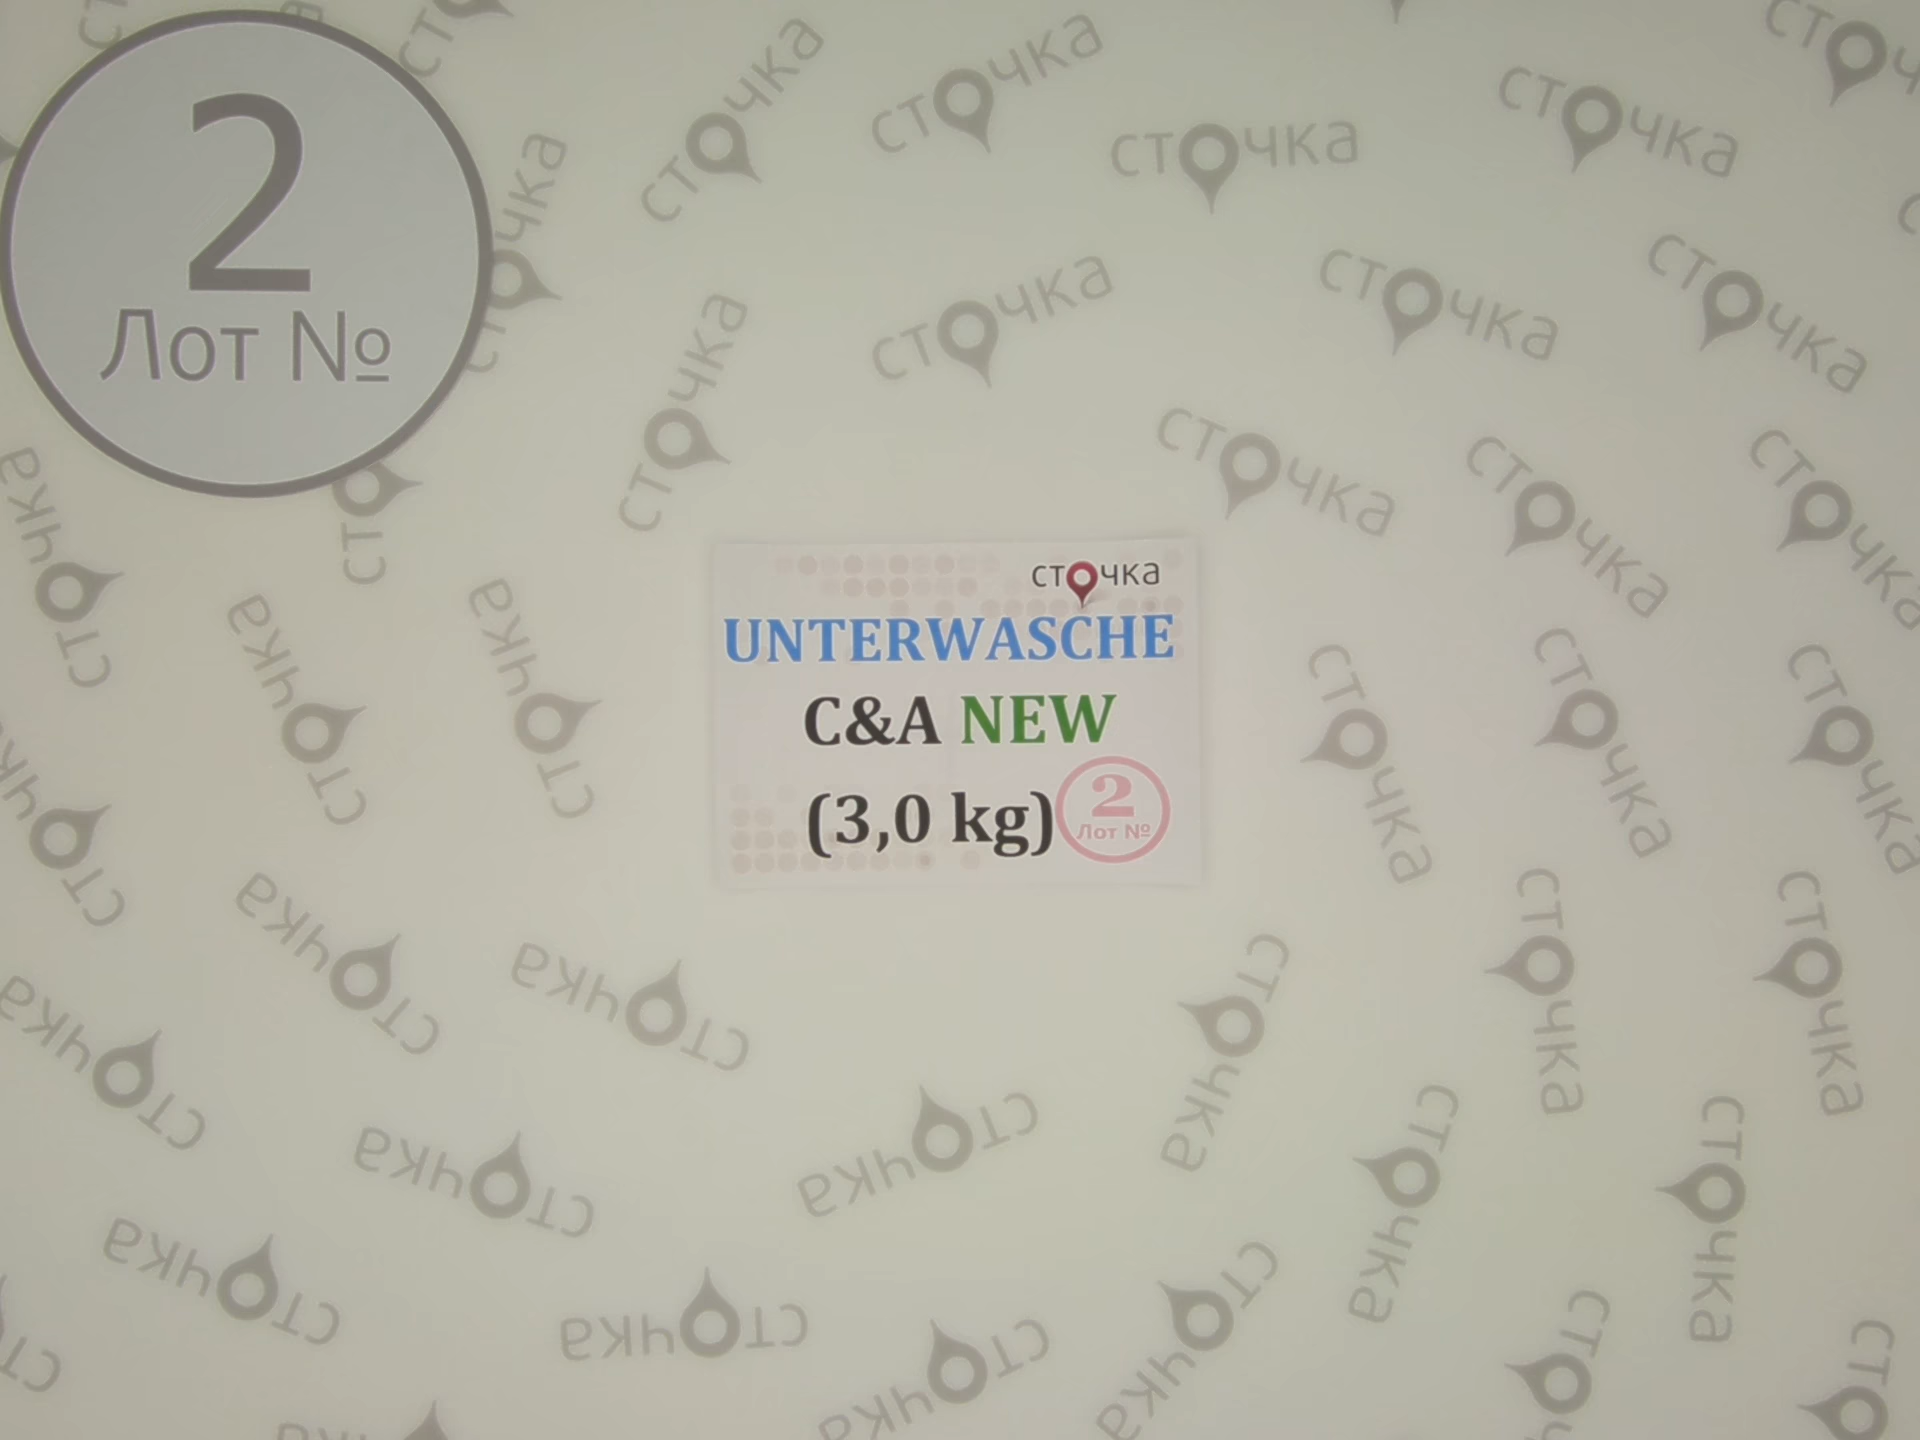 2
Лот №
сточка
UNTERWASCHE
C&A NEW
(3,0 kg)
2
Лот №